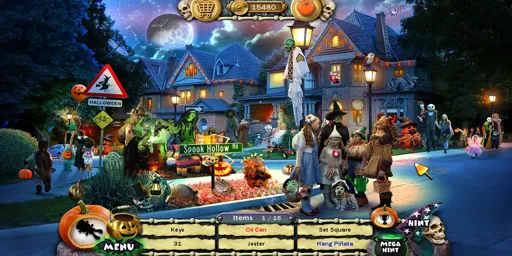 15480
HALLOWEEN
Spook Hollow Rd
Items 1/16
Keys Oil Can Set Square
31 Jester Hang Piñata
MENU
MEGA HINT
HINT